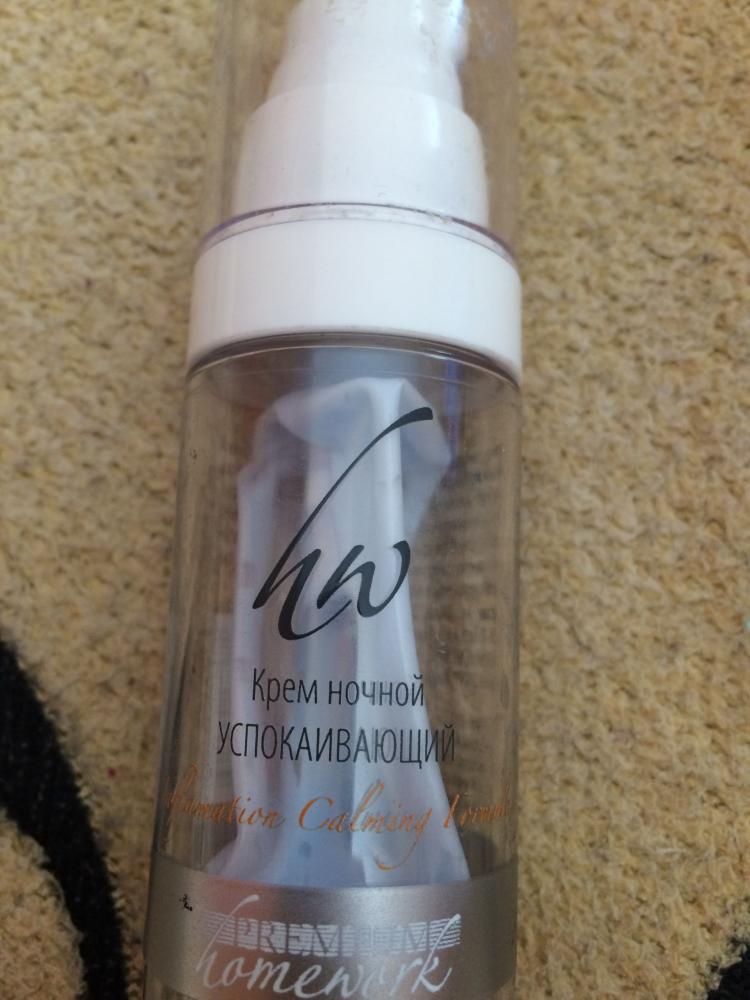 hw
Крем ночной
УСПОКАИВАЮЩИЙ
Calming
PREMIUM
homework